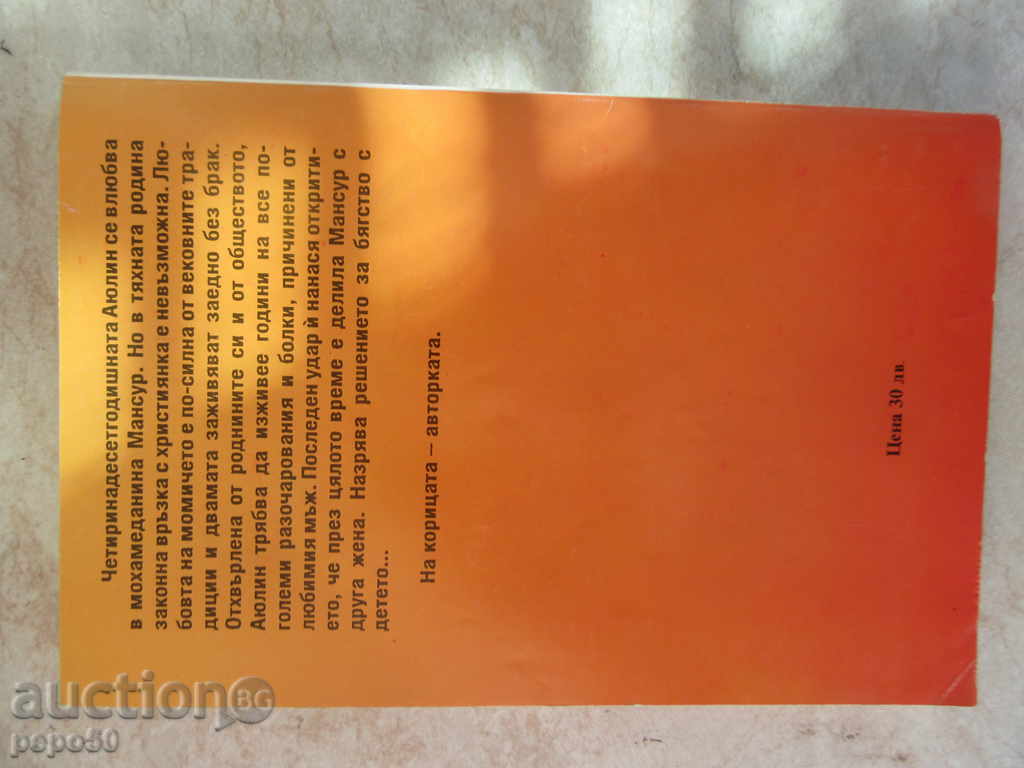 Четиринадесетгодишната Аюлин се влюбва
в мохамеданина Мансур. Но в тяхната родина
законна връзка с християнка е невъзможна. Лю-
бовта на момичето е по-силна от вековните тра-
диции и двамата заживяват заедно без брак.
Отхвърлена от роднините си и от обществото,
Аюлин трябва да изживее години на все по-
големи разочарования и болки, причинени от
любимия мъж. Последен удар ѝ нанася открити-
ето, че през цялото време е делила Мансур с
друга жена. Назрява решението за бягство с
детето...
На корицата – авторката.
Цена 30 лв.
auction BG
pepo50